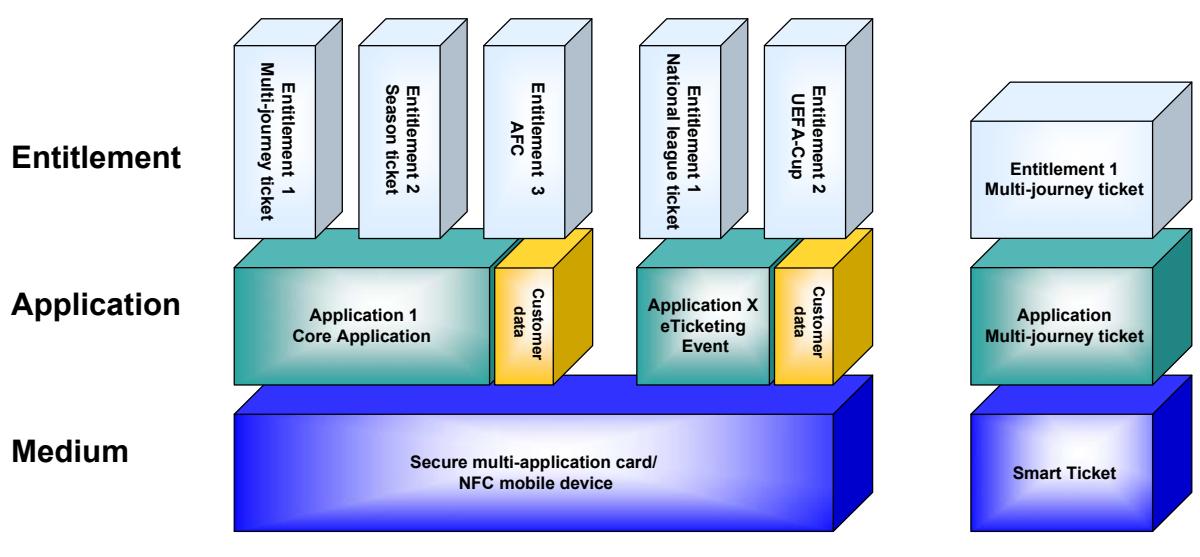 Entitlement
Entitlement 1
Multi-journey ticket
Entitlement 2
Season ticket
Entitlement 3
AFC
Entitlement 1
National league ticket
Entitlement 2
UEFA-Cup
Entitlement 1
Multi-journey ticket
Application
Application 1
Core Application
Customer
data
Application X
eTicketing
Event
Customer
data
Application
Multi-journey ticket
Medium
Secure multi-application card/
NFC mobile device
Smart Ticket